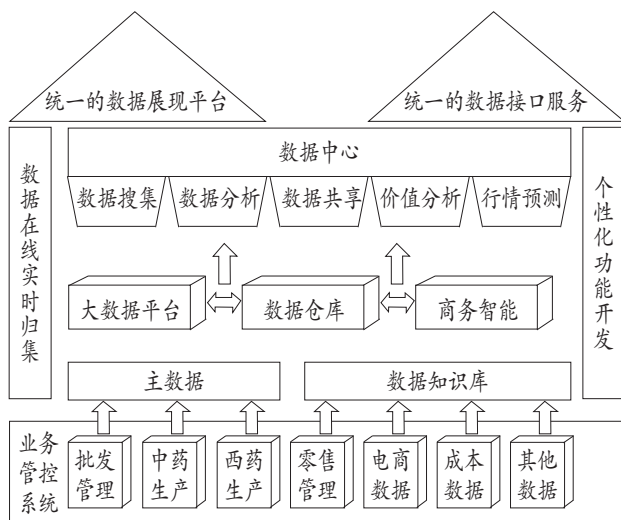 统一的数据展现平台
统一的数据接口服务
数据中心
数据搜集
数据分析
数据共享
价值分析
行情预测
数据在线实时归集
个性化功能开发
大数据平台
数据仓库
商务智能
主数据
数据知识库
业务
管控
系统
批发
管理
中药
生产
西药
生产
零售
管理
电商
数据
成本
数据
其他
数据